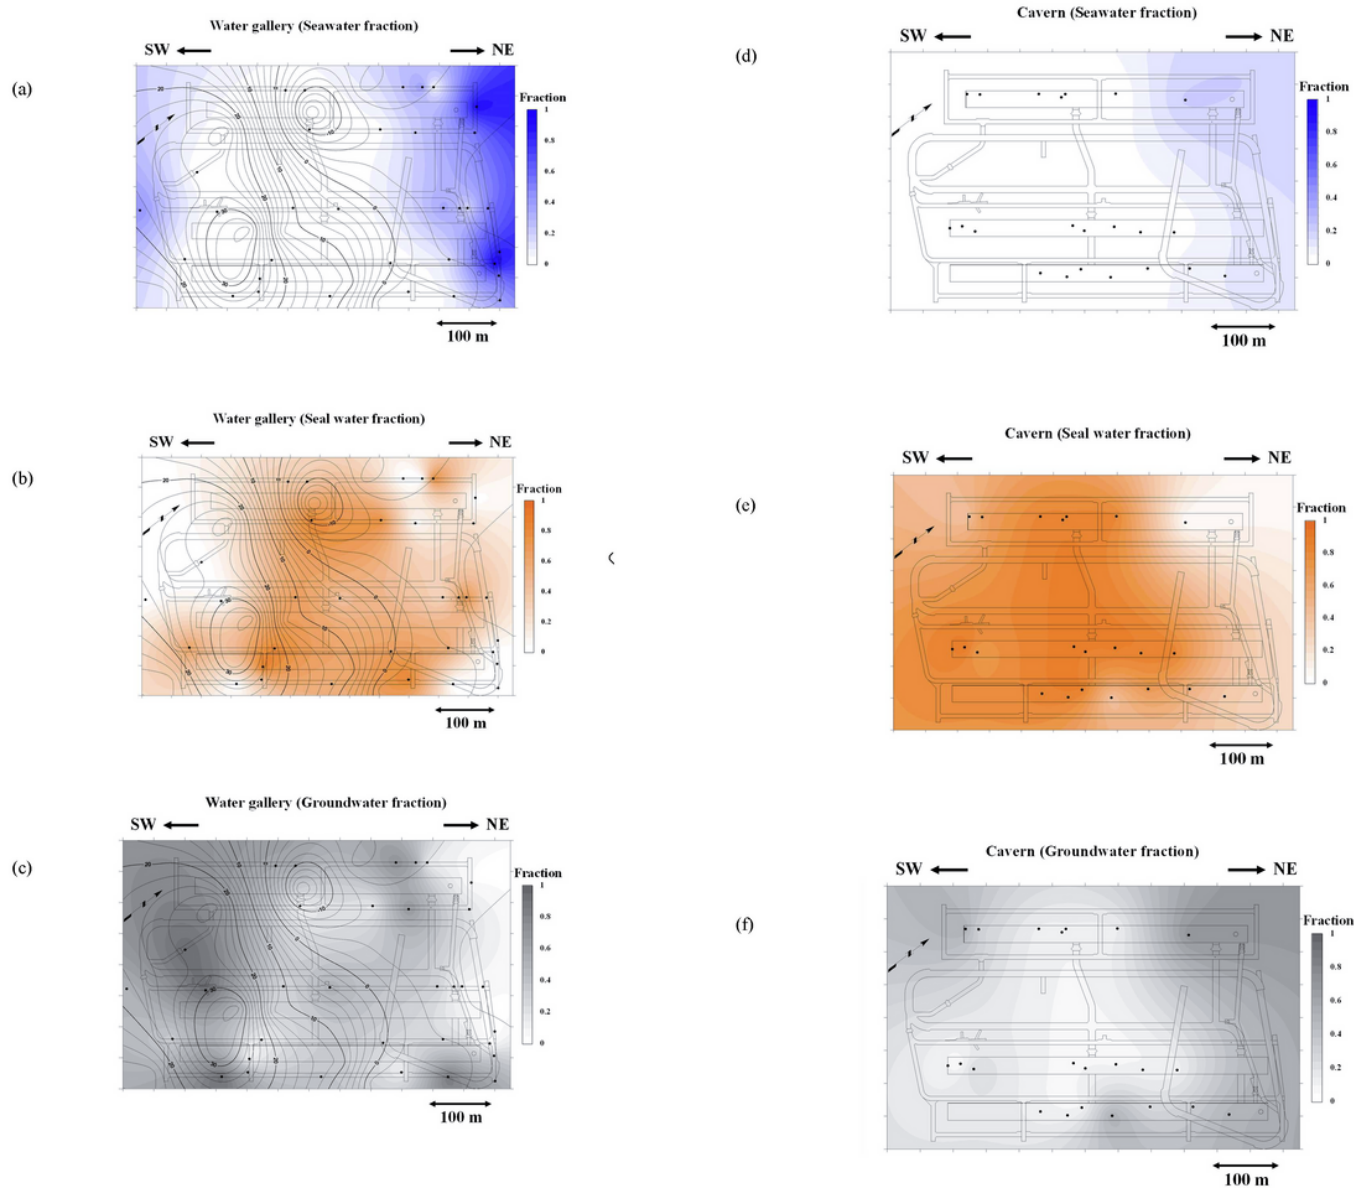 (a)
Water gallery (Seawater fraction)
SW
NE
Fraction
1
0.8
0.6
0.4
0.2
0
100 m
(b)
Water gallery (Seal water fraction)
SW
NE
Fraction
1
0.8
0.6
0.4
0.2
0
100 m
(c)
Water gallery (Groundwater fraction)
SW
NE
Fraction
1
0.8
0.6
0.4
0.2
0
100 m
(d)
Cavern (Seawater fraction)
SW
NE
Fraction
1
0.8
0.6
0.4
0.2
0
100 m
(e)
Cavern (Seal water fraction)
SW
NE
Fraction
1
0.8
0.6
0.4
0.2
0
100 m
(f)
Cavern (Groundwater fraction)
SW
NE
Fraction
1
0.8
0.6
0.4
0.2
0
100 m